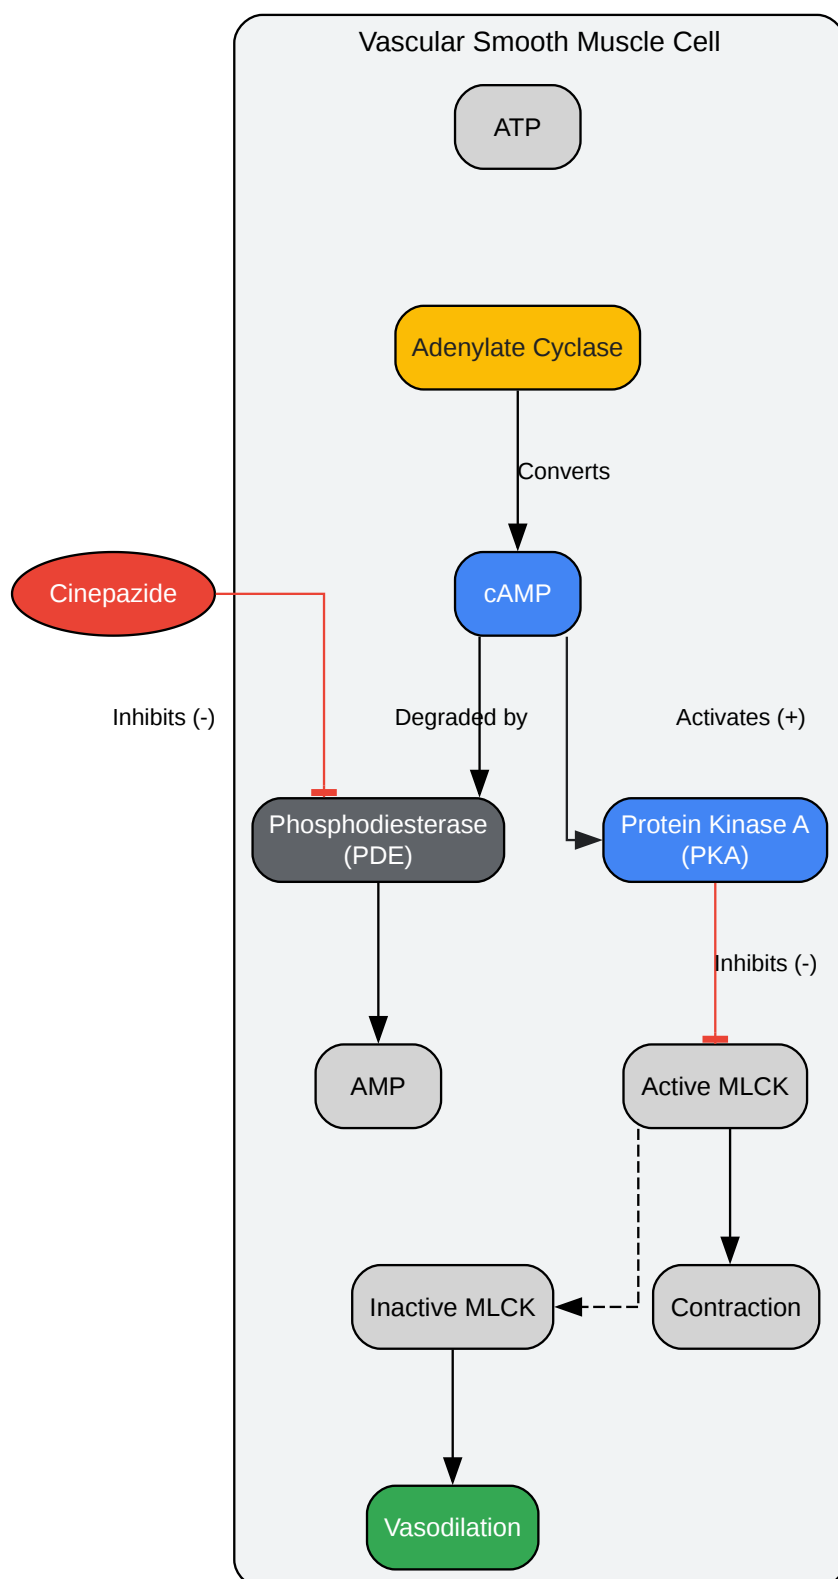 Vascular Smooth Muscle Cell
ATP
Adenylate Cyclase
Converts
Cinepazide
cAMP
Inhibits (-)
Degraded by
Activates (+)
Phosphodiesterase
(PDE)
Protein Kinase A
(PKA)
Inhibits (-)
AMP
Active MLCK
Inactive MLCK
Contraction
Vasodilation